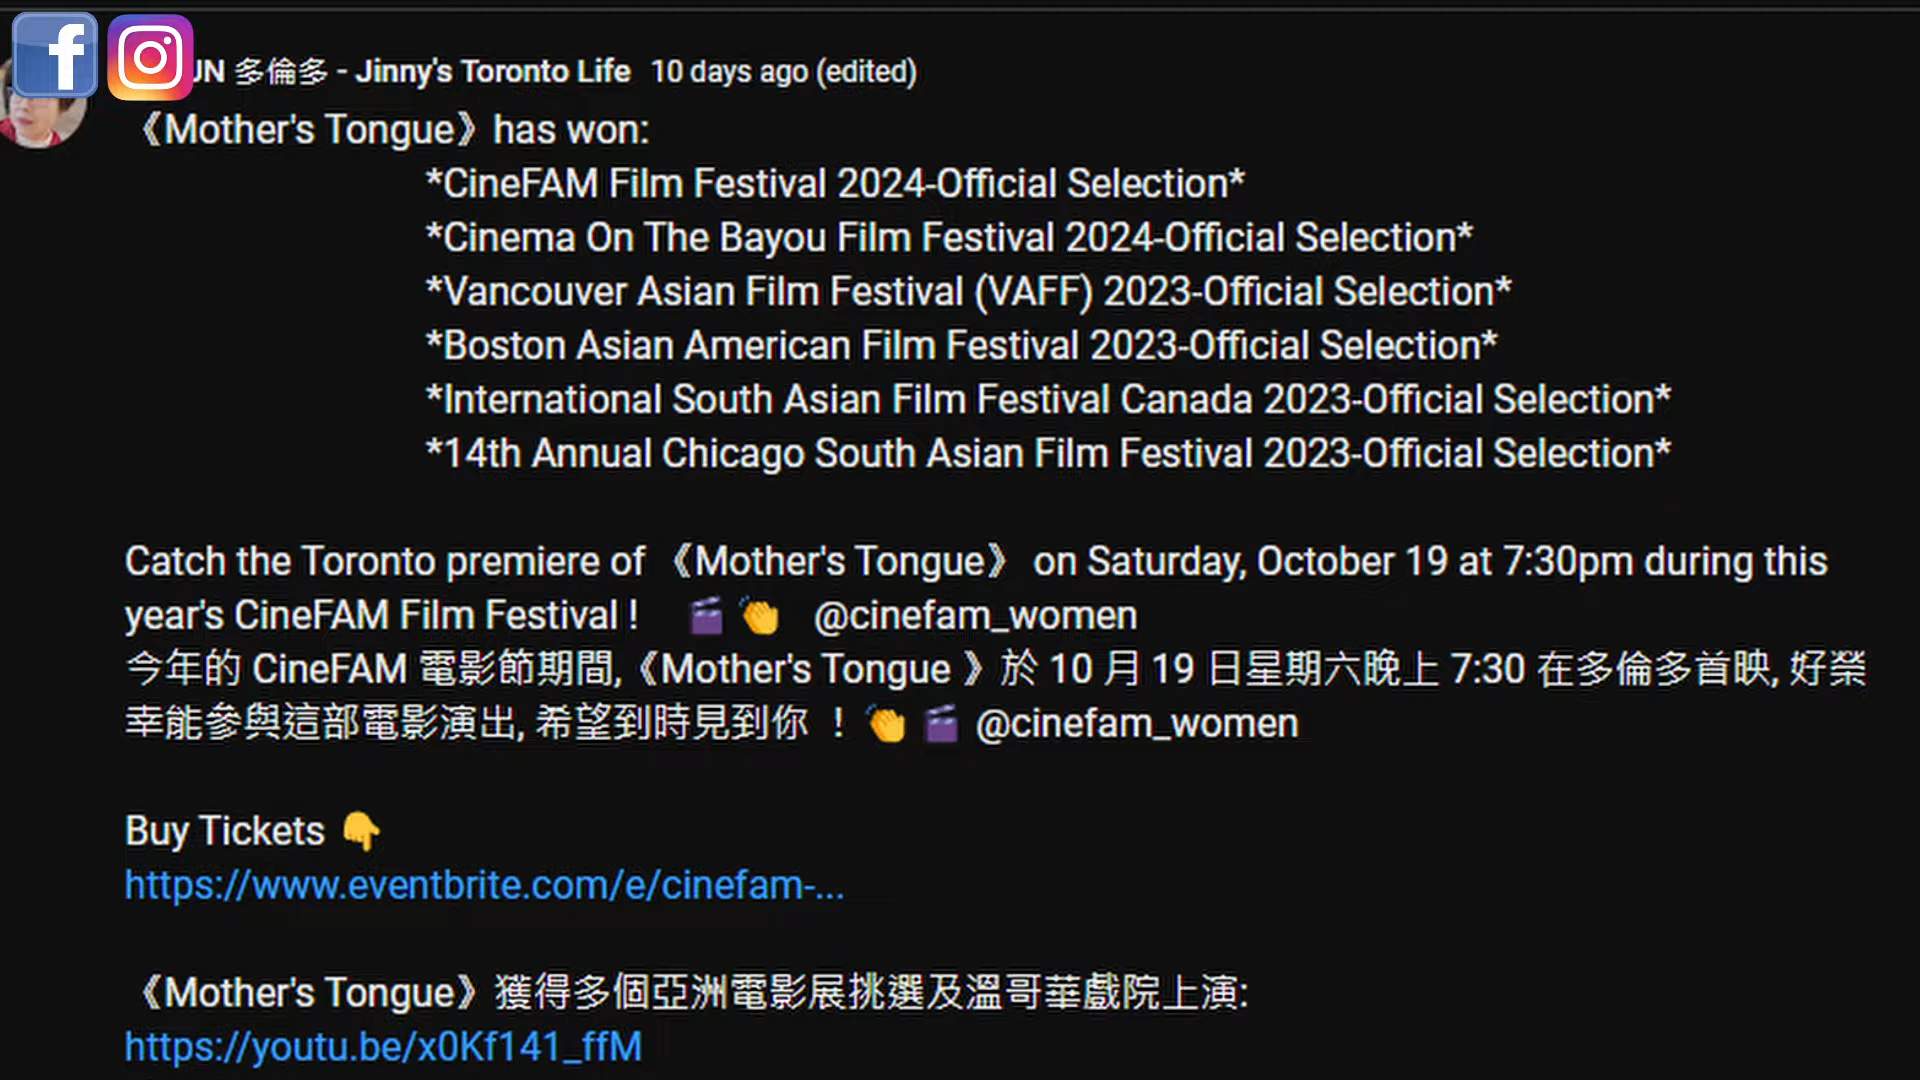 JN 多倫多 - Jinny's Toronto Life 10 days ago (edited)
《Mother's Tongue》has won:
*CineFAM Film Festival 2024-Official Selection*
*Cinema On The Bayou Film Festival 2024-Official Selection*
*Vancouver Asian Film Festival (VAFF) 2023-Official Selection*
*Boston Asian American Film Festival 2023-Official Selection*
*International South Asian Film Festival Canada 2023-Official Selection*
*14th Annual Chicago South Asian Film Festival 2023-Official Selection*
Catch the Toronto premiere of 《Mother's Tongue》 on Saturday, October 19 at 7:30pm during this
year's CineFAM Film Festival ! 🎬 👏 @cinefam_women
今年的 CineFAM 電影節期間,《Mother's Tongue 》於 10 月 19 日星期六晚上 7:30 在多倫多首映, 好榮
幸能參與這部電影演出, 希望到時見到你 ！👏 🎬 @cinefam_women
Buy Tickets 👇
https://www.eventbrite.com/e/cinefam-...
《Mother's Tongue》獲得多個亞洲電影展挑選及溫哥華戲院上演:
https://youtu.be/x0Kf141_ffM